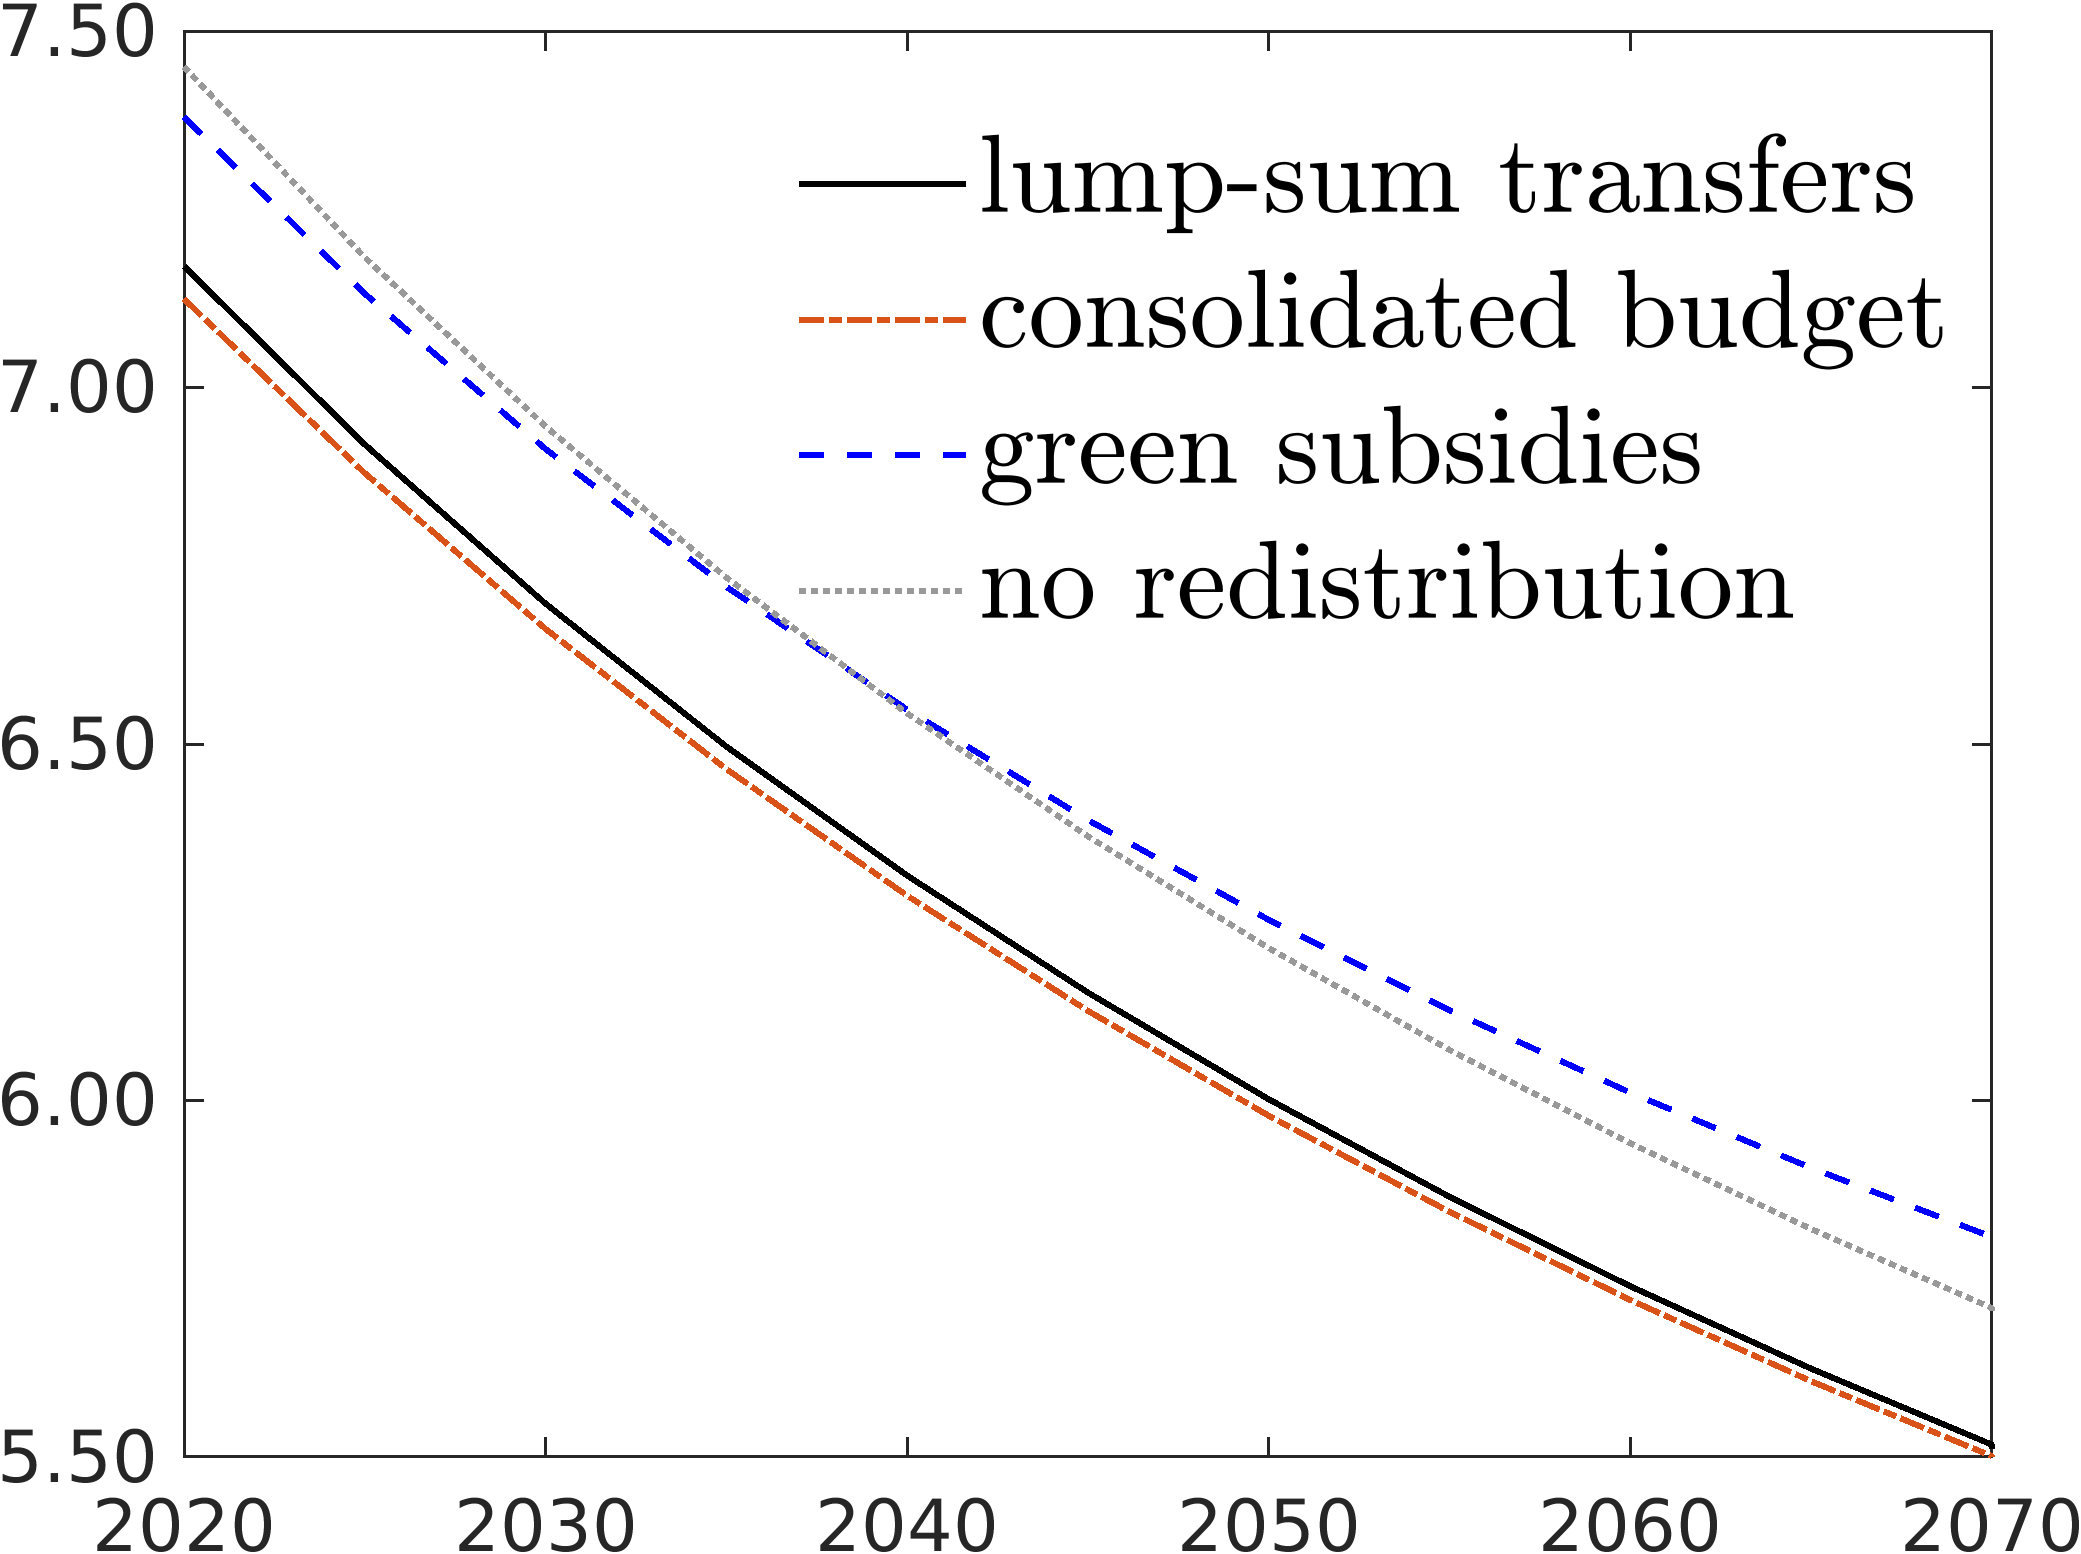 7.50
7.00
6.50
6.00
5.50
2020 2030 2040 2050 2060 2070
lump-sum transfers
consolidated budget
green subsidies
no redistribution